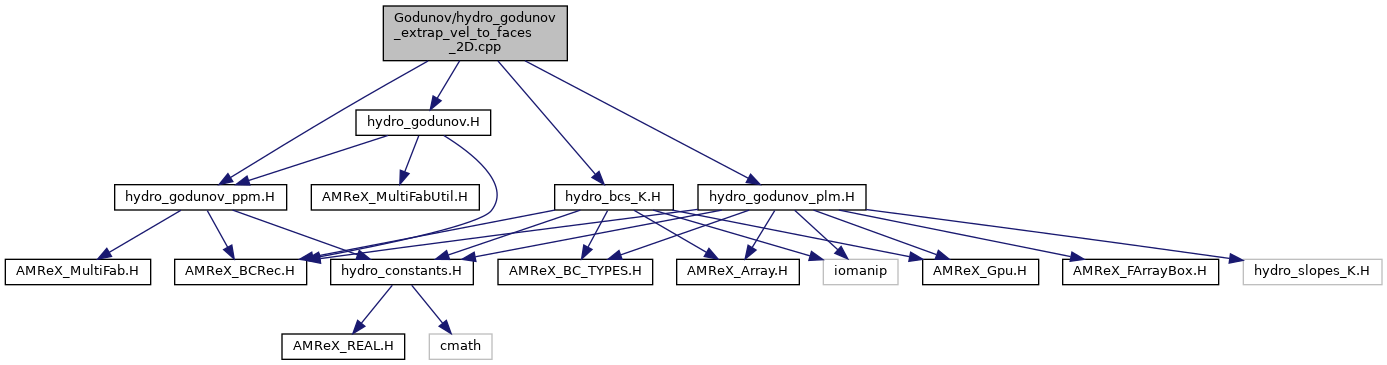 Godunov/hydro_godunov
_extrap_vel_to_faces
_2D.cpp
hydro_godunov.H
hydro_godunov_ppm.H
AMReX_MultiFabUtil.H
hydro_bcs_K.H
hydro_godunov_plm.H
AMReX_MultiFab.H
AMReX_BCRec.H
hydro_constants.H
AMReX_BC_TYPES.H
AMReX_Array.H
iomanip
AMReX_Gpu.H
AMReX_FArrayBox.H
hydro_slopes_K.H
AMReX_REAL.H
cmath